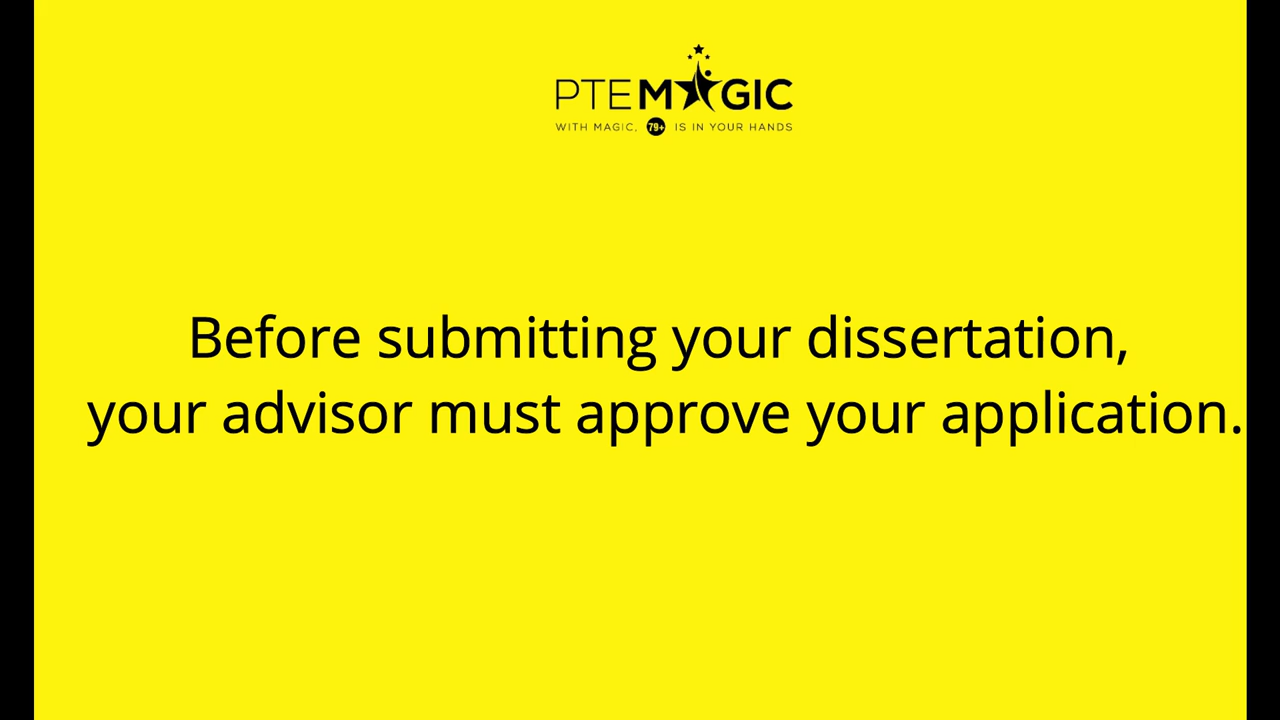 PTEMAGIC
WITH MAGIC, 79+ IS IN YOUR HANDS
Before submitting your dissertation,
your advisor must approve your application.